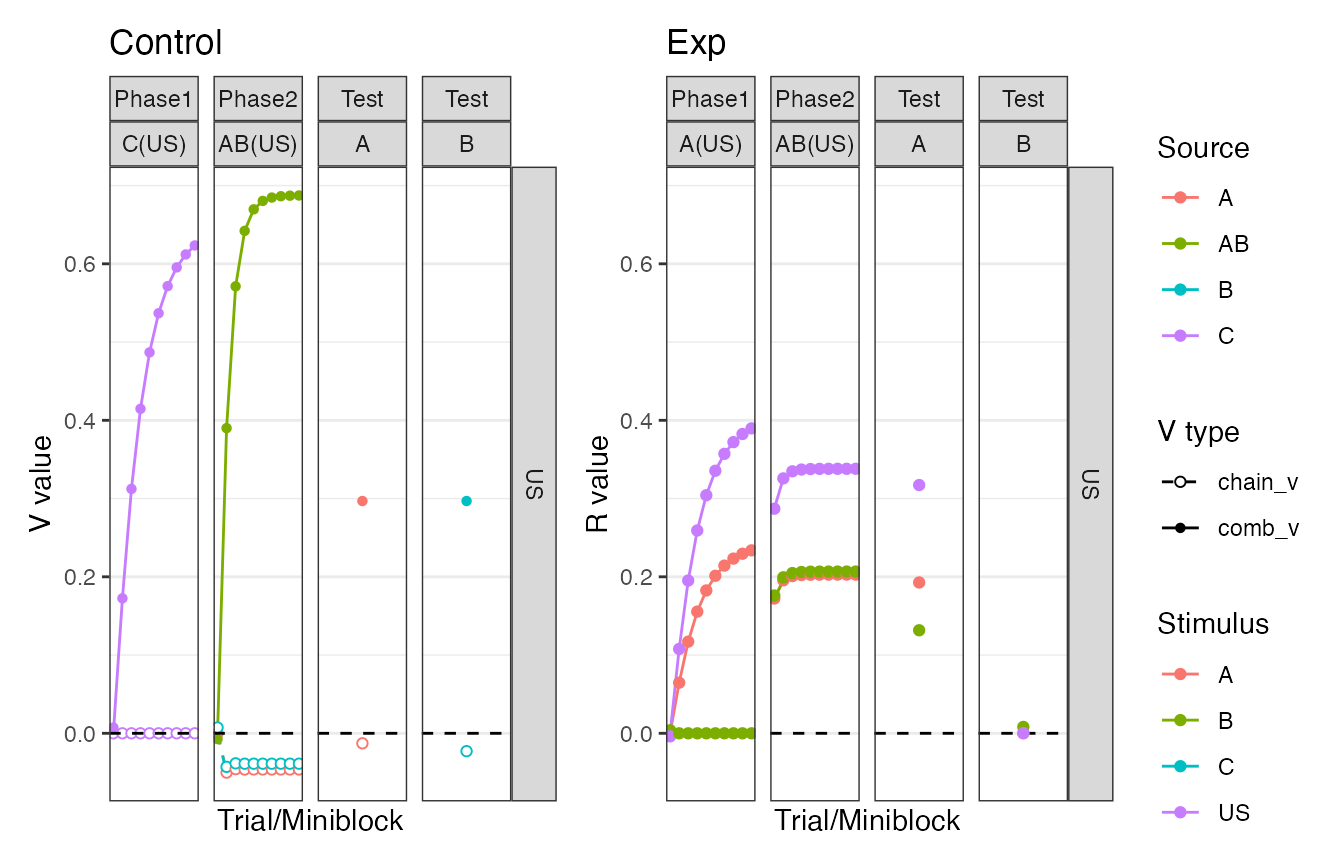 Control
Phase1
Phase2
Test
Test
C(US)
AB(US)
A
B
0.6
0.4
0.2
0.0
V value
US
Trial/Miniblock
Exp
Phase1
Phase2
Test
Test
A(US)
AB(US)
A
B
0.6
0.4
0.2
0.0
R value
US
Trial/Miniblock
Source
A
AB
B
C
V type
chain_v
comb_v
Stimulus
A
B
C
US